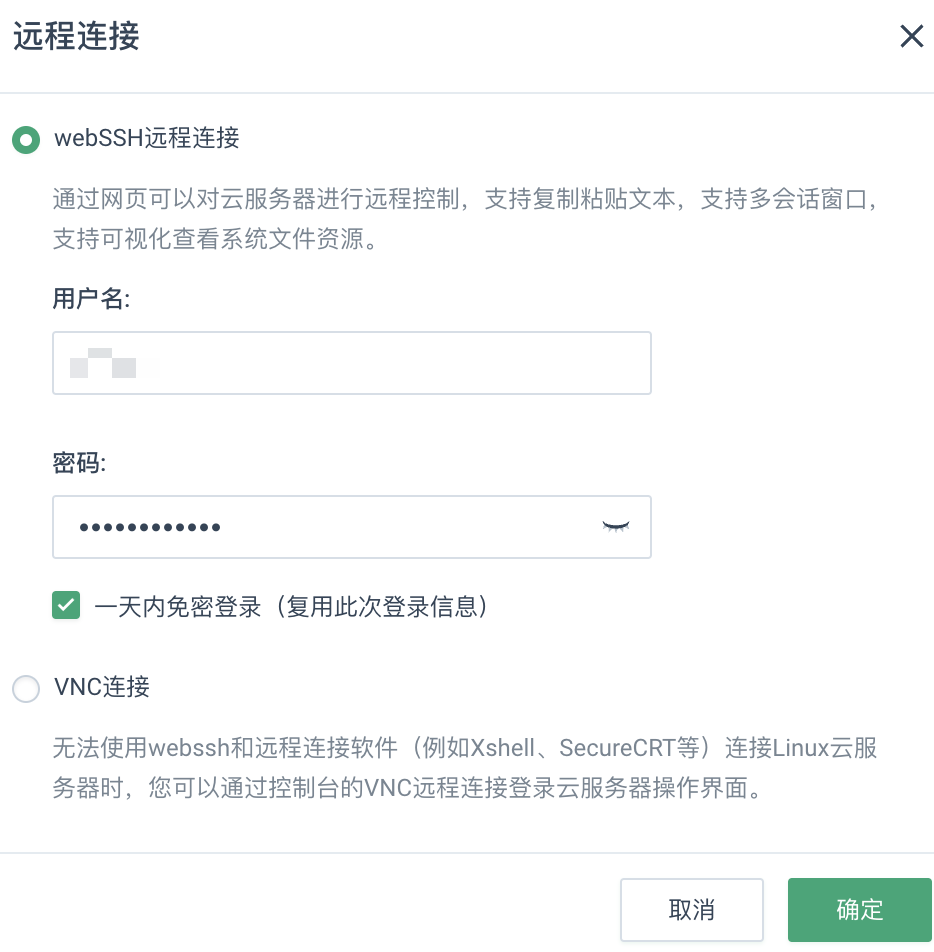 远程连接
webSSH远程连接
通过网页可以对云服务器进行远程控制，支持复制粘贴文本，支持多会话窗口，
支持可视化查看系统文件资源。
用户名:
密码:
••••••••••••
一天内免密登录（复用此次登录信息）
VNC连接
无法使用webssh和远程连接软件（例如Xshell、SecureCRT等）连接Linux云服
务器时，您可以通过控制台的VNC远程连接登录云服务器操作界面。
取消
确定